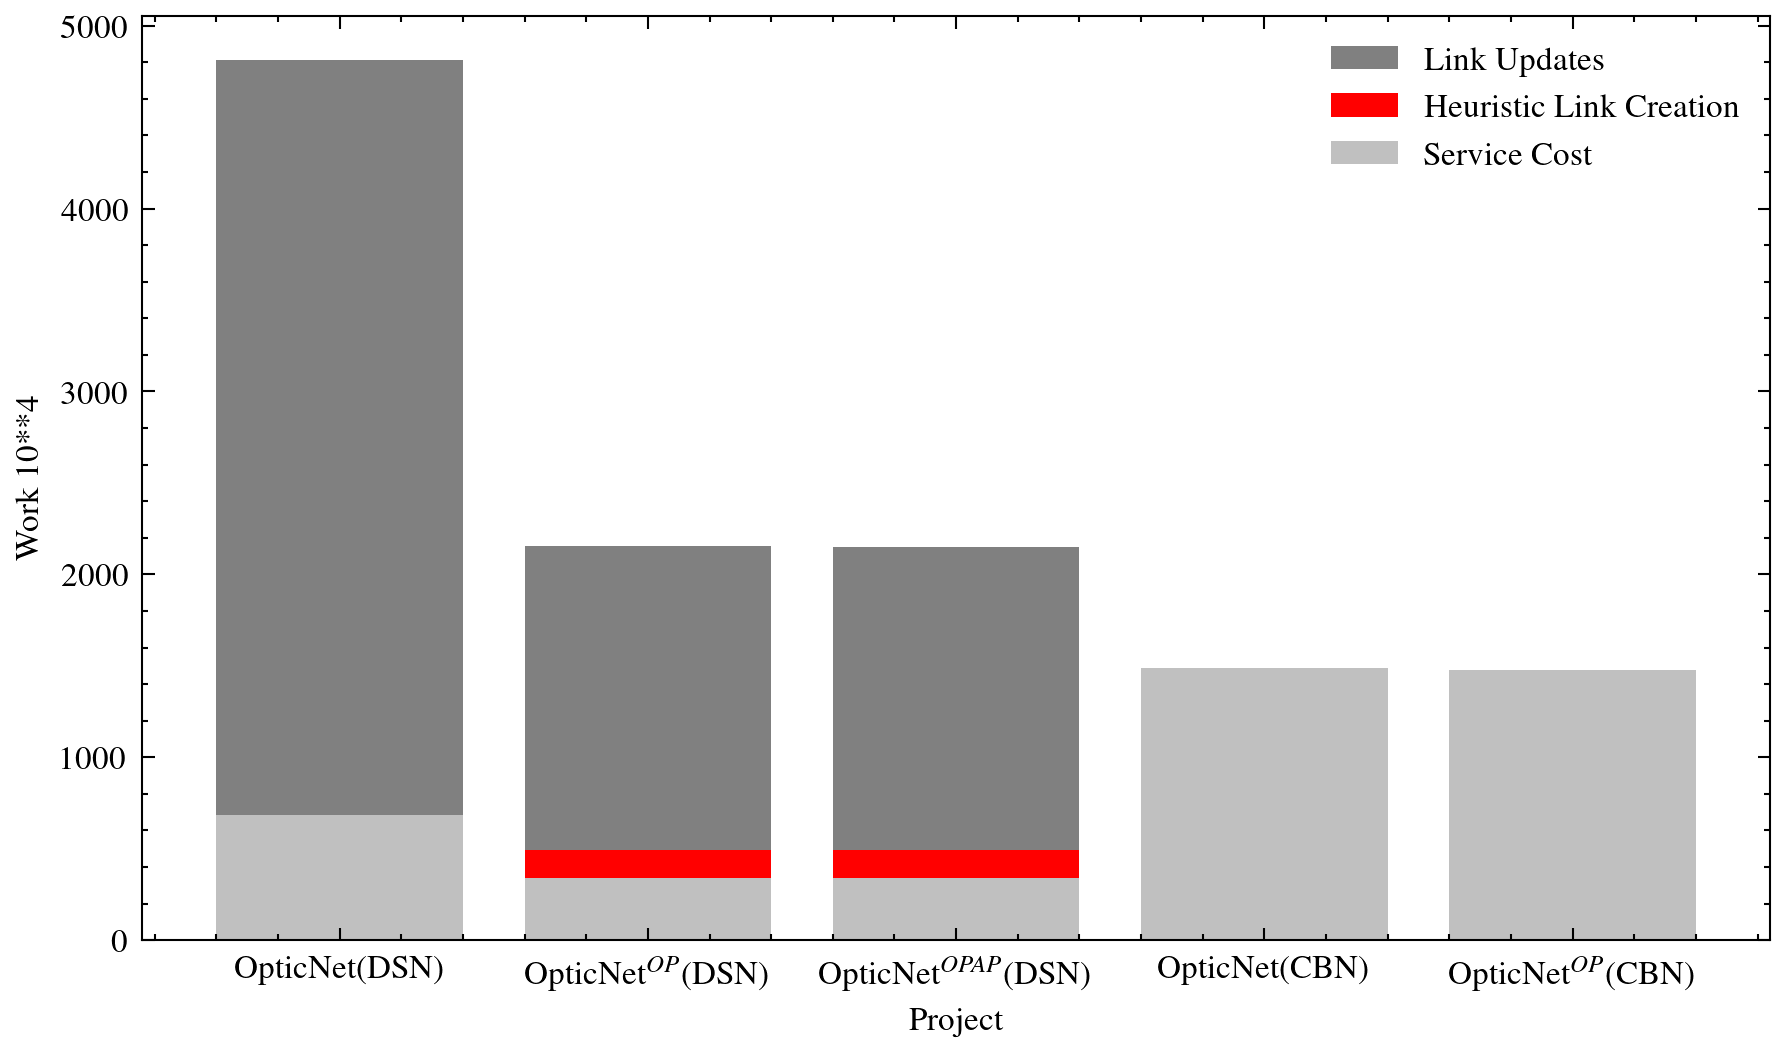 5000
4000
3000
2000
1000
0
Work 10**4
Link Updates
Heuristic Link Creation
Service Cost
OpticNet(DSN)
OpticNet^{OP}(DSN)
OpticNet^{OPAP}(DSN)
OpticNet(CBN)
OpticNet^{OP}(CBN)
Project